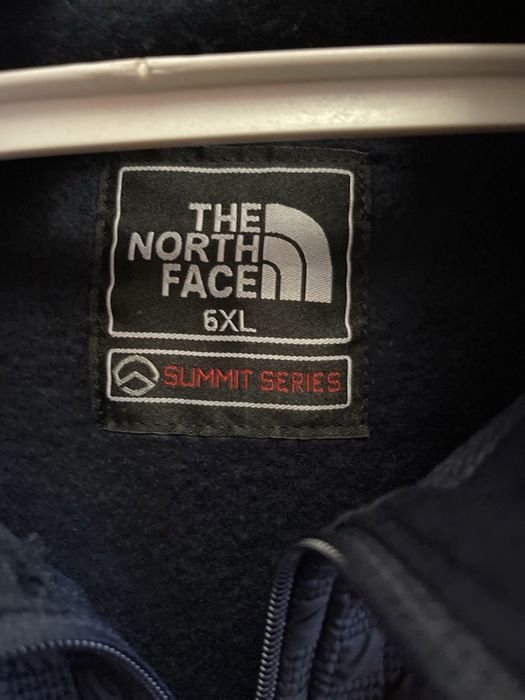 THE
NORTH
FACE
6XL
SUMMIT SERIES